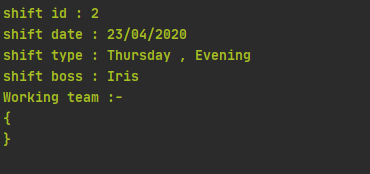 shift id : 2
shift date : 23/04/2020
shift type : Thursday , Evening
shift boss : Iris
Working team :-
{
}